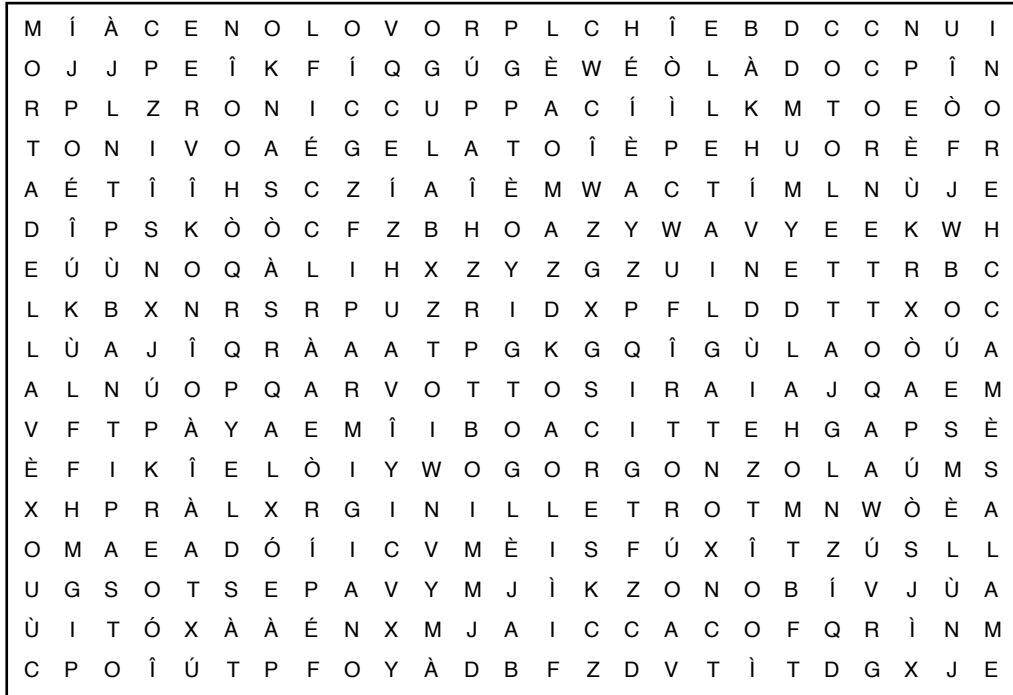 M Í À C E N O L O V O R P L C H Î E B D C C N U I
O J J P E Î K F Í Q G Ú G È W É Ò L À D O C P Î N
R P L Z R O N I C C U P P A C Í Ì L K M T O E Ò O
T O N I V O A É G E L A T O Î È P E H U O R È F R
A É T Î Î H S C Z Í A Î È M W A C T Í M L N Ù J E
D Î P S K Ò Ò C F Z B H O A Z Y W A V Y E E K W H
E Ú Ù N O Q À L I H X Z Y Z G Z U I N E T T R B C
L K B X N R S R P U Z R I D X P F L D D T T X O C
L Ù A J Î Q R À A A T P G K G Q Î G Ù L A O Ò Ú A
A L N Ú O P Q A R V O T T O S I R A I A J Q A E M
V F T P À Y A E M Î I B O A C I T T E H G A P S È
È F I K Î E L Ò I Y W O G O R G O N Z O L A Ú M S
X H P R À L X R G I N I L L E T R O T M N W Ò È A
O M A E A D Ó Í I C V M È I S F Ú X Î T Z Ú S L L
U G S O T S E P A V Y M J Ì K Z O N O B Í V J Ù A
Ù I T Ó X À À É N X M J A I C C A C O F Q R Ì N M
C P O Î Ú T P F O Y À D B F Z D V T Ì T D G X J E